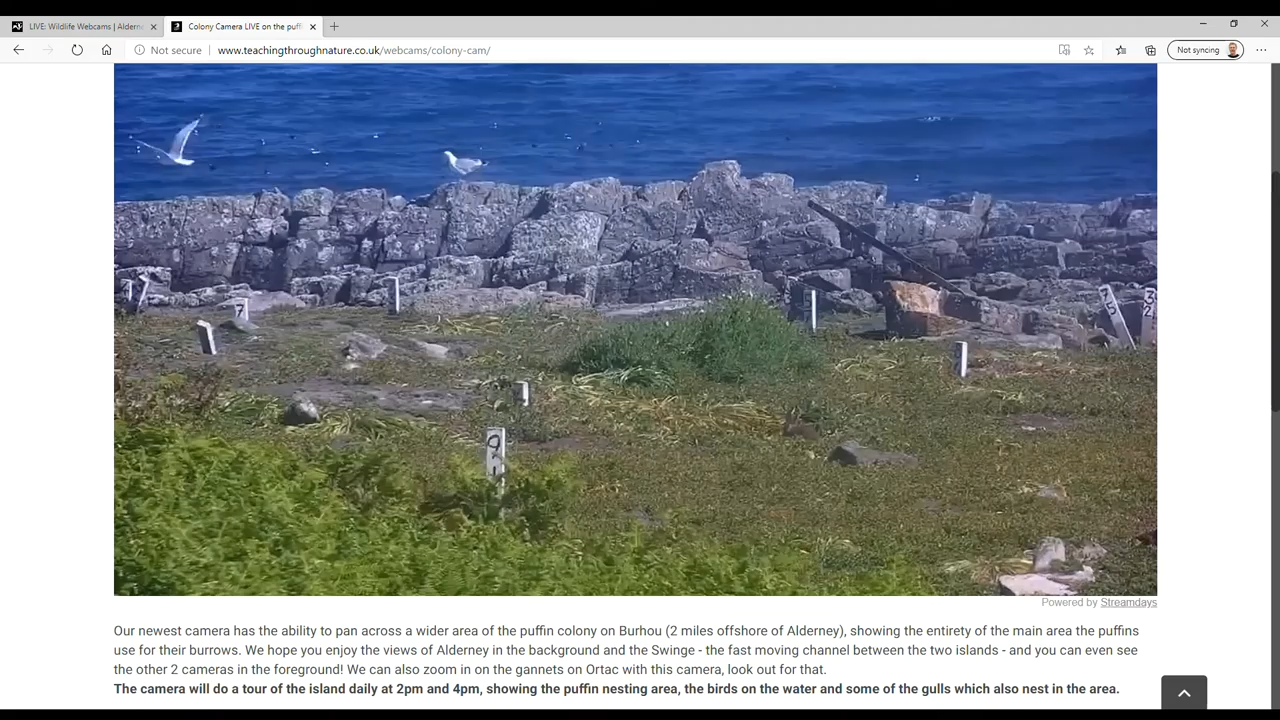 LIVE: Wildlife Webcams | Aldern
Colony Camera LIVE on the puff
Not secure
www.teachingthroughnature.co.uk/webcams/colony-cam/
Not syncing
7
9
Powered by Streamdays
Our newest camera has the ability to pan across a wider area of the puffin colony on Burhou (2 miles offshore of Alderney), showing the entirety of the main area the puffins
use for their burrows. We hope you enjoy the views of Alderney in the background and the Swinge - the fast moving channel between the two islands - and you can even see
the other 2 cameras in the foreground! We can also zoom in on the gannets on Ortac with this camera, look out for that.
The camera will do a tour of the island daily at 2pm and 4pm, showing the puffin nesting area, the birds on the water and some of the gulls which also nest in the area.